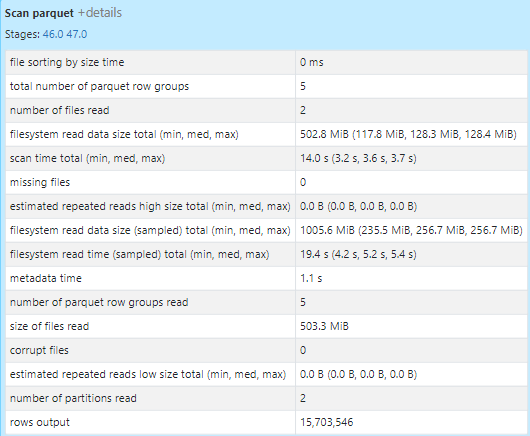 Scan parquet +details
Stages: 46.0 47.0
file sorting by size time 0 ms
total number of parquet row groups 5
number of files read 2
filesystem read data size total (min, med, max) 502.8 MiB (117.8 MiB, 128.3 MiB, 128.4 MiB)
scan time total (min, med, max) 14.0 s (3.2 s, 3.6 s, 3.7 s)
missing files 0
estimated repeated reads high size total (min, med, max) 0.0 B (0.0 B, 0.0 B, 0.0 B)
filesystem read data size (sampled) total (min, med, max) 1005.6 MiB (235.5 MiB, 256.7 MiB, 256.7 MiB)
filesystem read time (sampled) total (min, med, max) 19.4 s (4.2 s, 5.2 s, 5.4 s)
metadata time 1.1 s
number of parquet row groups read 5
size of files read 503.3 MiB
corrupt files 0
estimated repeated reads low size total (min, med, max) 0.0 B (0.0 B, 0.0 B, 0.0 B)
number of partitions read 2
rows output 15,703,546